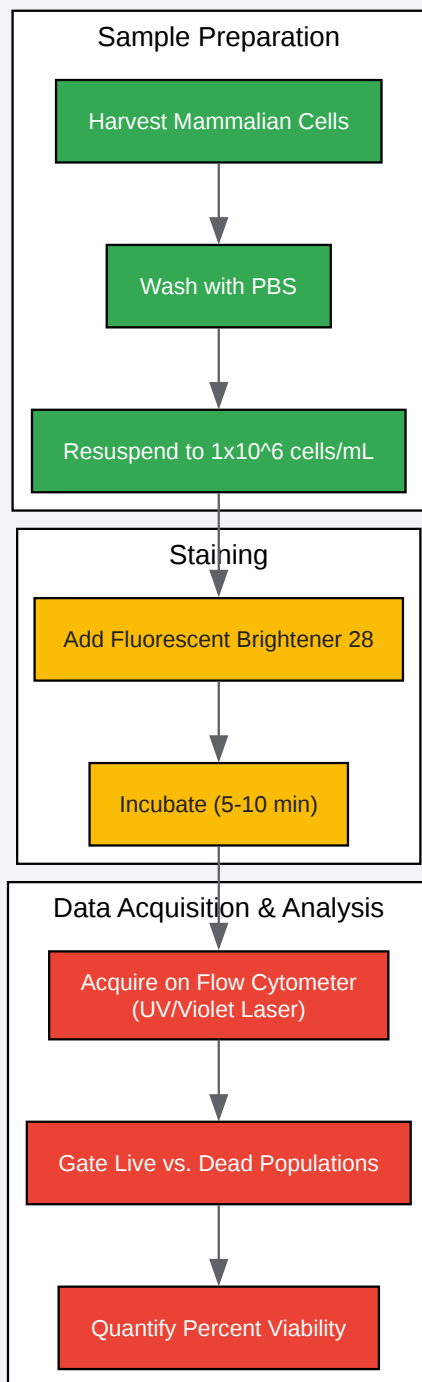 Sample Preparation
Harvest Mammalian Cells
Wash with PBS
Resuspend to 1x10^6 cells/mL
Staining
Add Fluorescent Brightener 28
Incubate (5-10 min)
Data Acquisition & Analysis
Acquire on Flow Cytometer
(UV/Violet Laser)
Gate Live vs. Dead Populations
Quantify Percent Viability